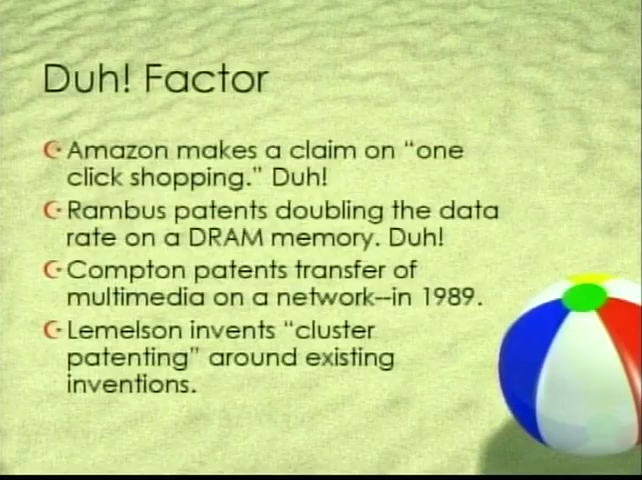 Duh! Factor
Amazon makes a claim on “one
click shopping.” Duh!
Rambus patents doubling the data
rate on a DRAM memory. Duh!
Compton patents transfer of
multimedia on a network--in 1989.
Lemelson invents “cluster
patenting” around existing
inventions.